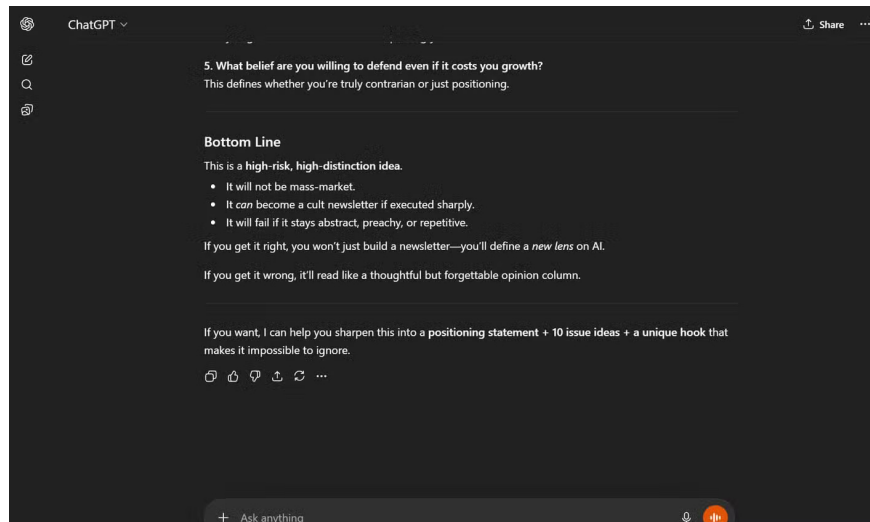 ChatGPT
Share
5. What belief are you willing to defend even if it costs you growth?
This defines whether you're truly contrarian or just positioning.
Bottom Line
This is a high-risk, high-distinction idea.
• It will not be mass-market.
• It can become a cult newsletter if executed sharply.
• It will fail if it stays abstract, preachy, or repetitive.
If you get it right, you won't just build a newsletter—you'll define a new lens on AI.
If you get it wrong, it'll read like a thoughtful but forgettable opinion column.
If you want, I can help you sharpen this into a positioning statement + 10 issue ideas + a unique hook that
makes it impossible to ignore.
Ask anything